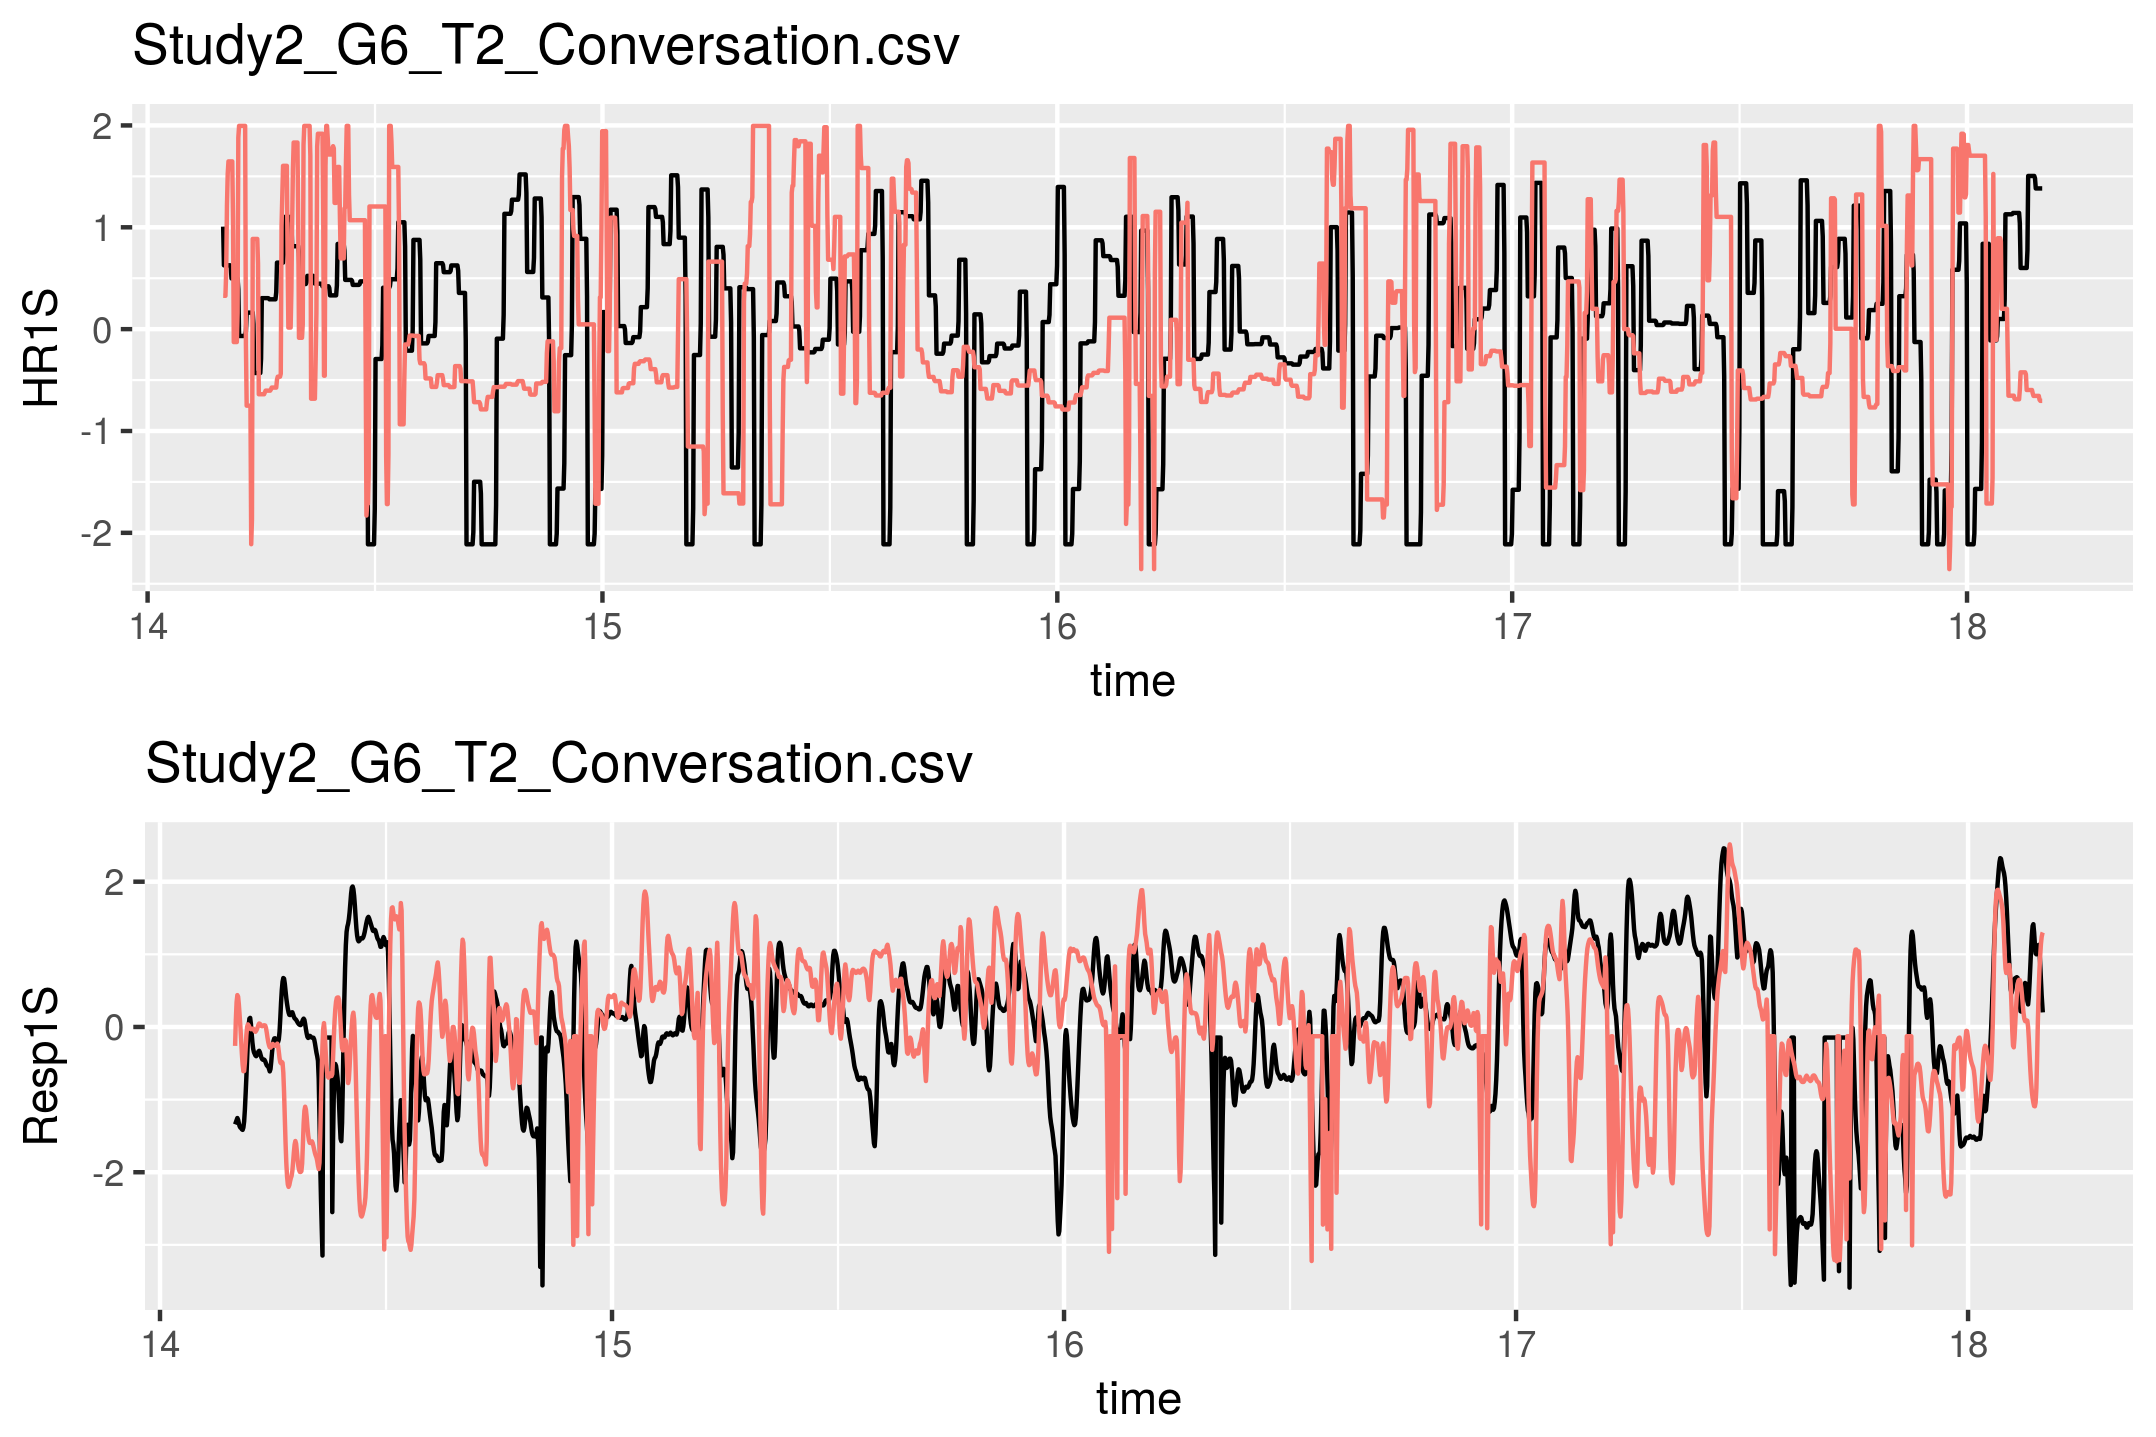 Study2_G6_T2_Conversation.csv
HR1S
2
1
0
-1
-2
14 15 16 17 18
time
Study2_G6_T2_Conversation.csv
Resp1S
2
0
-2
14 15 16 17 18
time